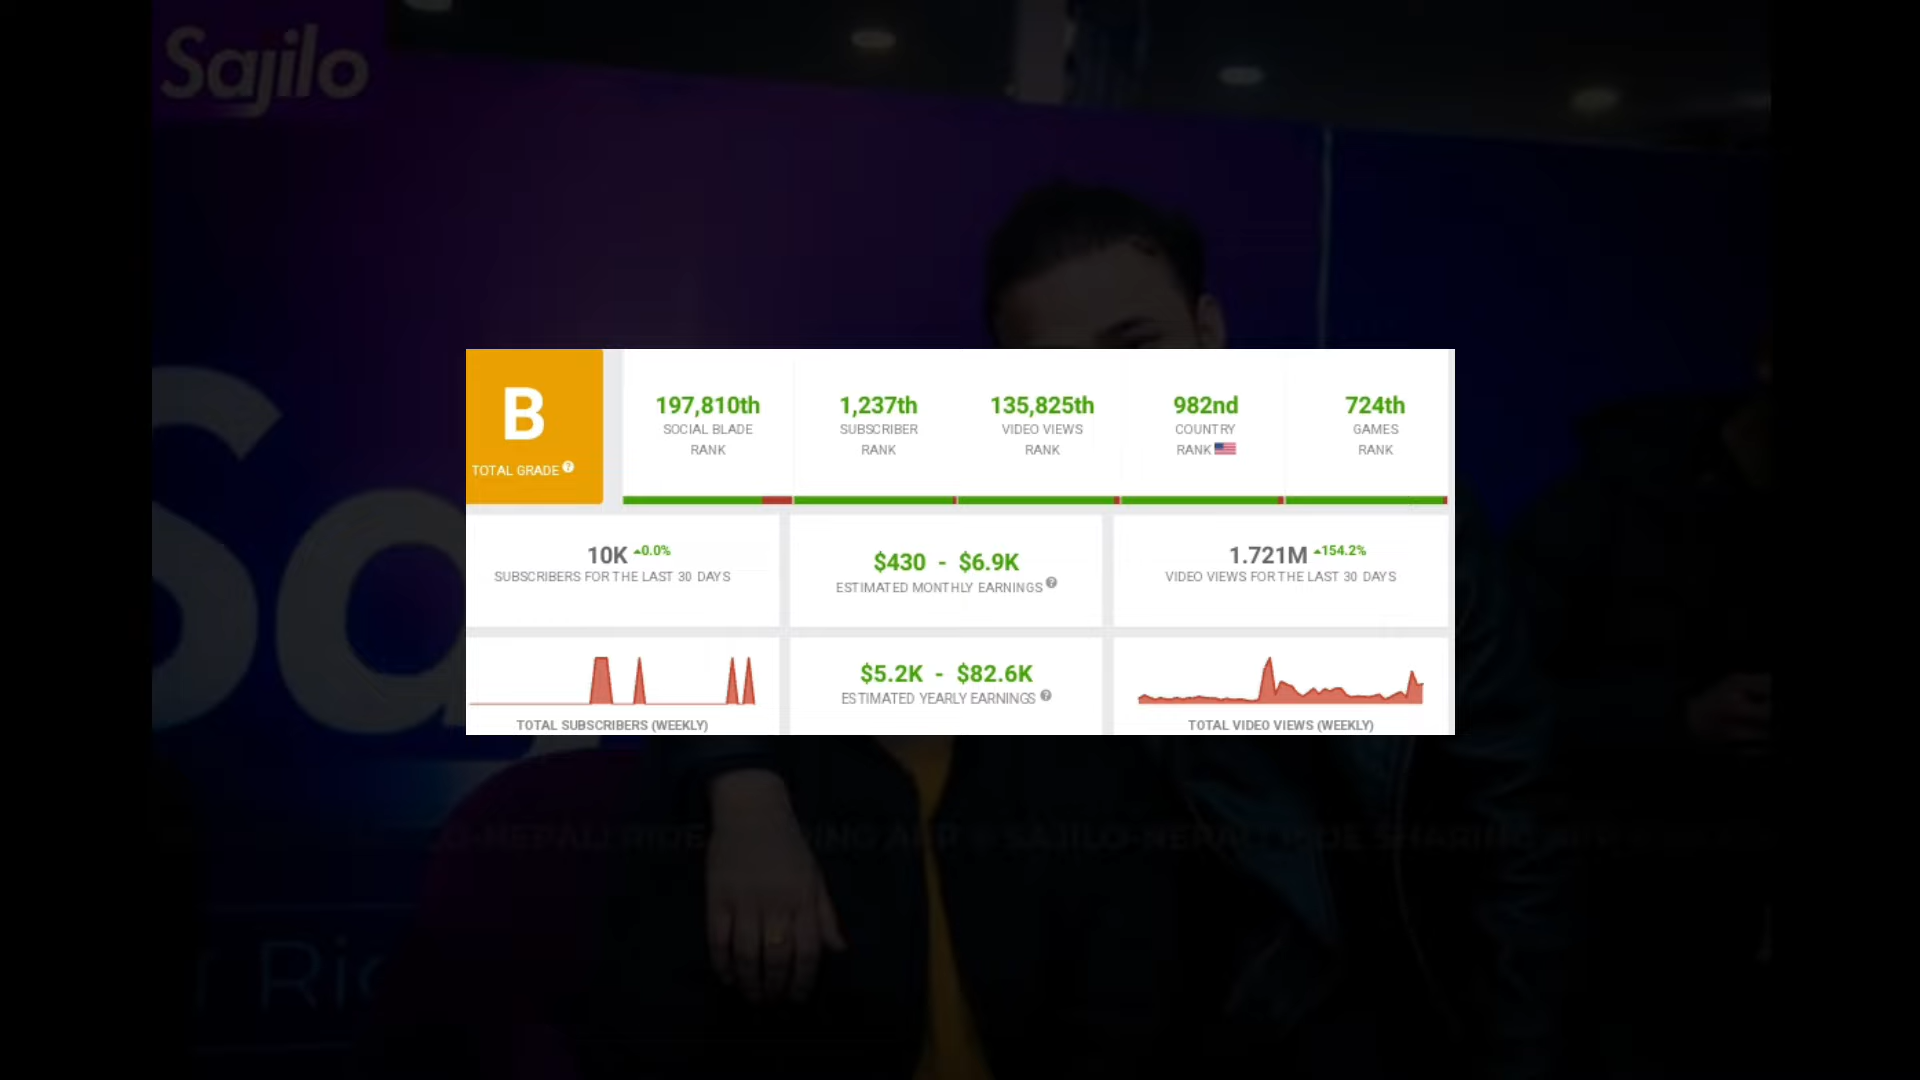 Sajilo
B
TOTAL GRADE
197,810th
SOCIAL BLADE
RANK
1,237th
SUBSCRIBER
RANK
135,825th
VIDEO VIEWS
RANK
982nd
COUNTRY
RANK
724th
GAMES
RANK
10K 0.0%
SUBSCRIBERS FOR THE LAST 30 DAYS
$430 - $6.9K
ESTIMATED MONTHLY EARNINGS
1.721M 154.2%
VIDEO VIEWS FOR THE LAST 30 DAYS
TOTAL SUBSCRIBERS (WEEKLY)
$5.2K - $82.6K
ESTIMATED YEARLY EARNINGS
TOTAL VIDEO VIEWS (WEEKLY)